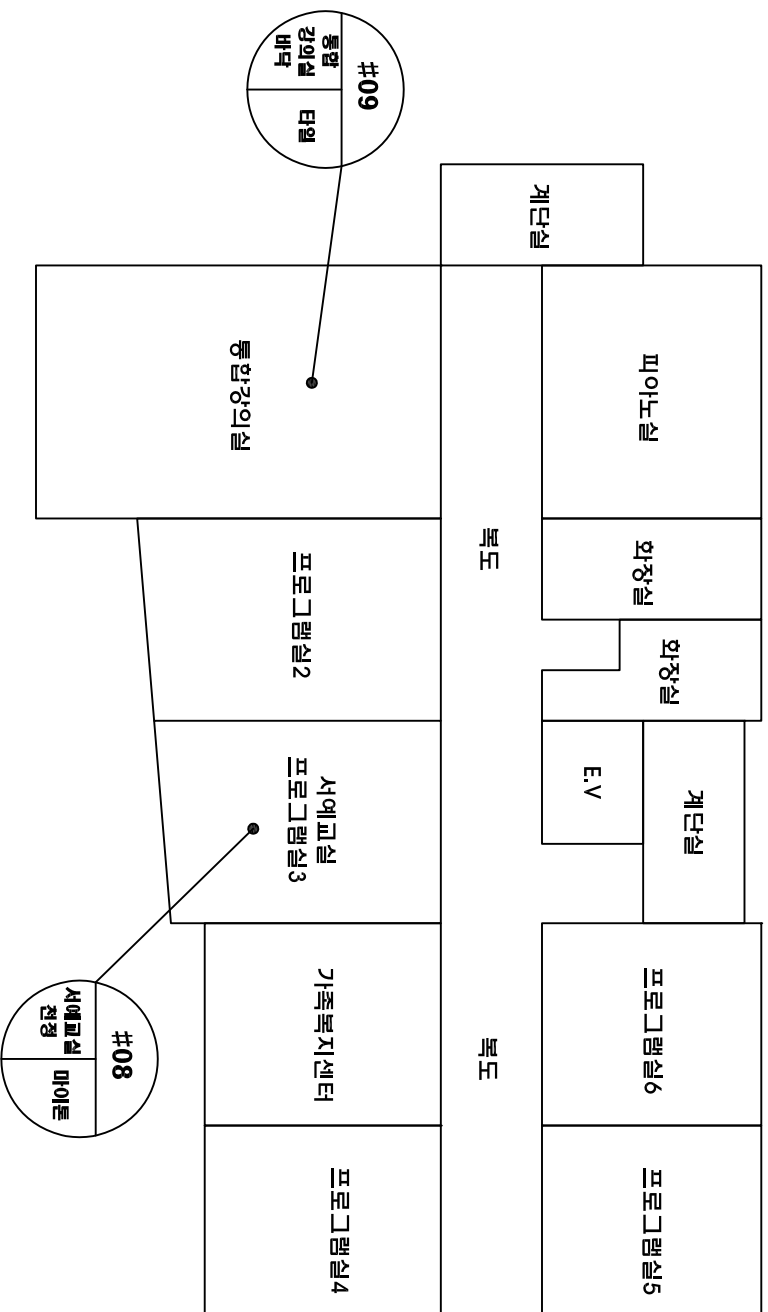 피아노실
화장실
화장실
계단실
프로그램실6
프로그램실5
E.V
계단실
복도
복도
#09
통합
강의실
바닥
타일
통합강의실
프로그램실2
서예교실
프로그램실3
가족복지센터
프로그램실4
#08
서예교실
천정
마이톤